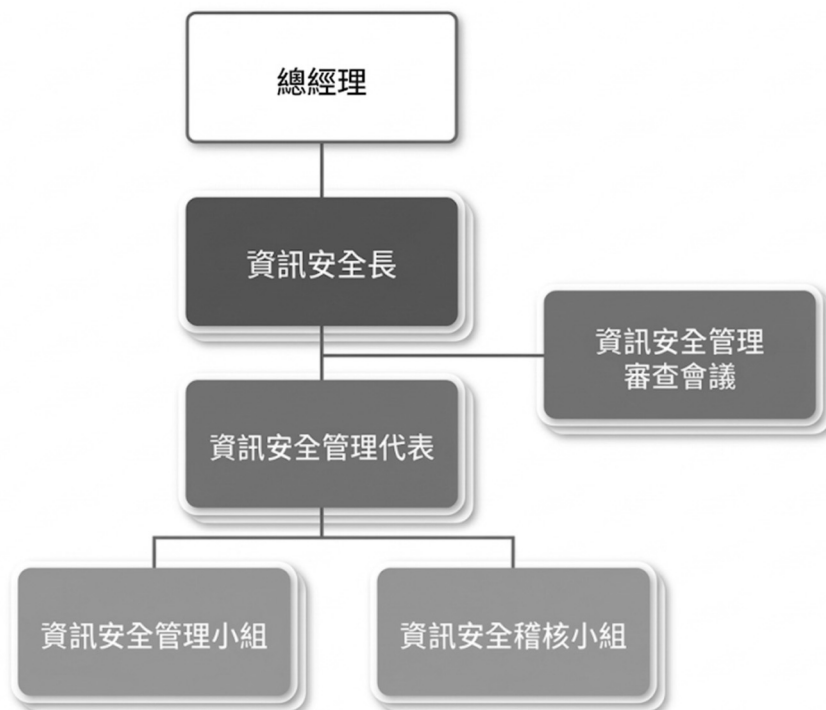 總經理
資訊安全長
資訊安全管理
審查會議
資訊安全管理代表
資訊安全管理小組
資訊安全稽核小組